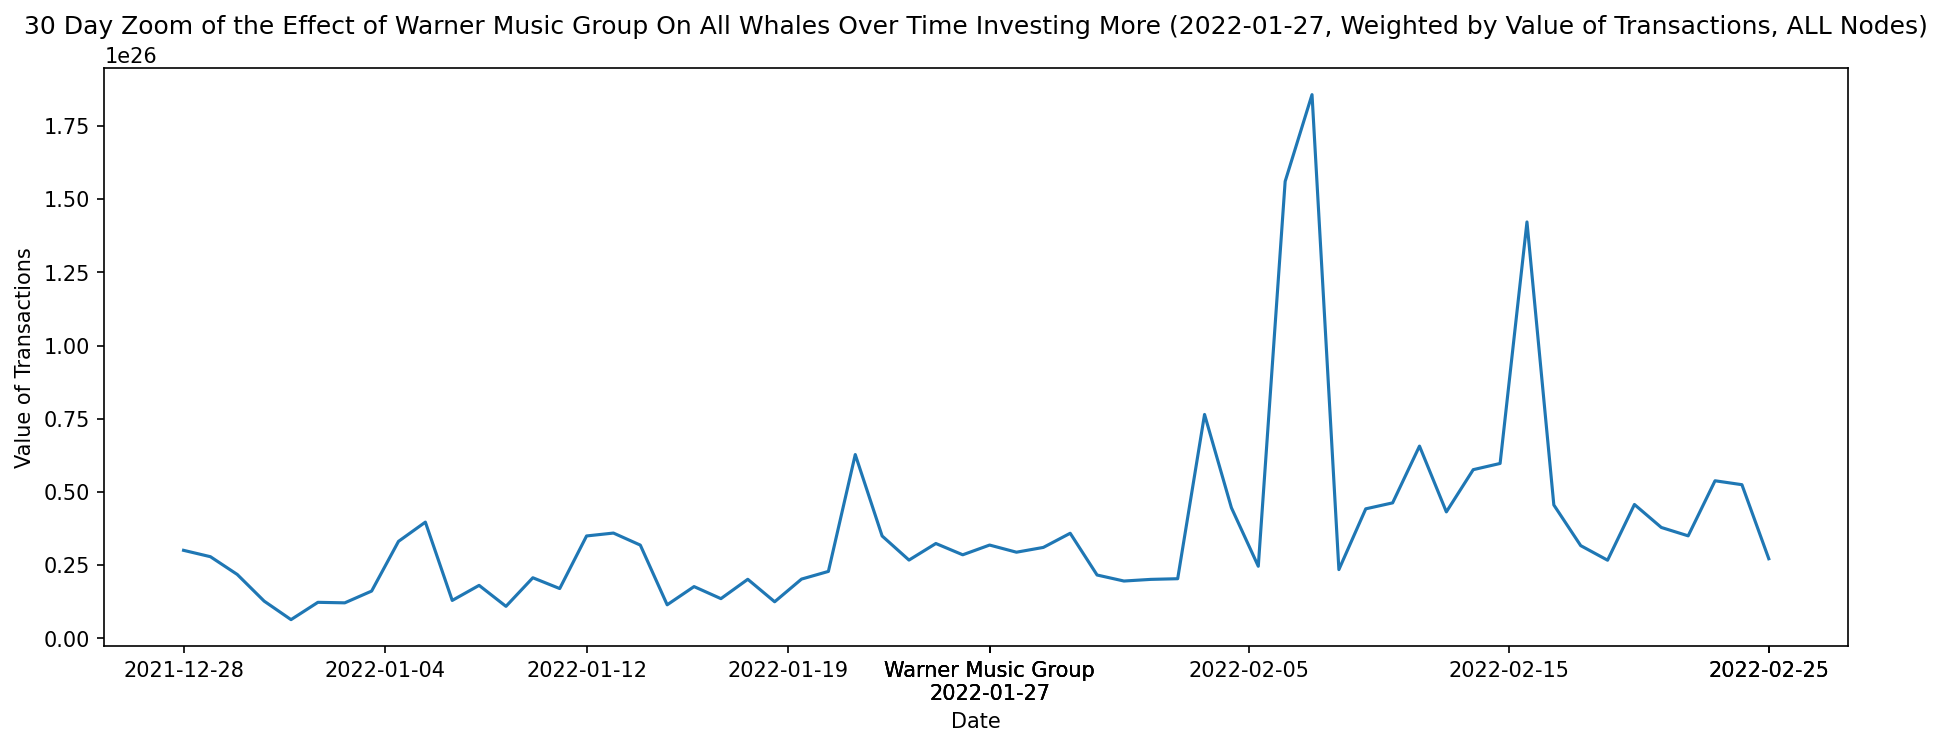 30 Day Zoom of the Effect of Warner Music Group On All Whales Over Time Investing More (2022-01-27, Weighted by Value of Transactions, ALL Nodes)
1e26
1.75
1.50
1.25
1.00
0.75
0.50
0.25
0.00
Value of Transactions
2021-12-28 2022-01-04 2022-01-12 2022-01-19 Warner Music Group 2022-02-05 2022-02-15 2022-02-25
2022-01-27
Date